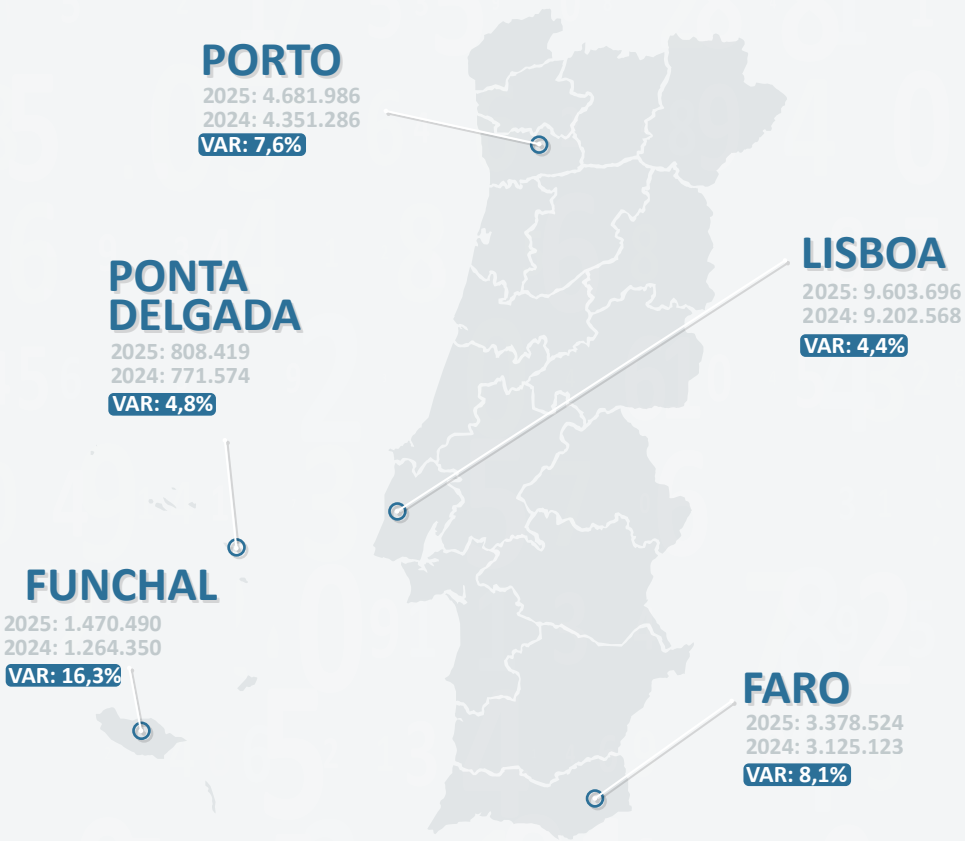 PORTO
2025: 4.681.986
2024: 4.351.286
VAR: 7,6%
LISBOA
2025: 9.603.696
2024: 9.202.568
VAR: 4,4%
PONTA
DELGADA
2025: 808.419
2024: 771.574
VAR: 4,8%
FUNCHAL
2025: 1.470.490
2024: 1.264.350
VAR: 16,3%
FARO
2025: 3.378.524
2024: 3.125.123
VAR: 8,1%